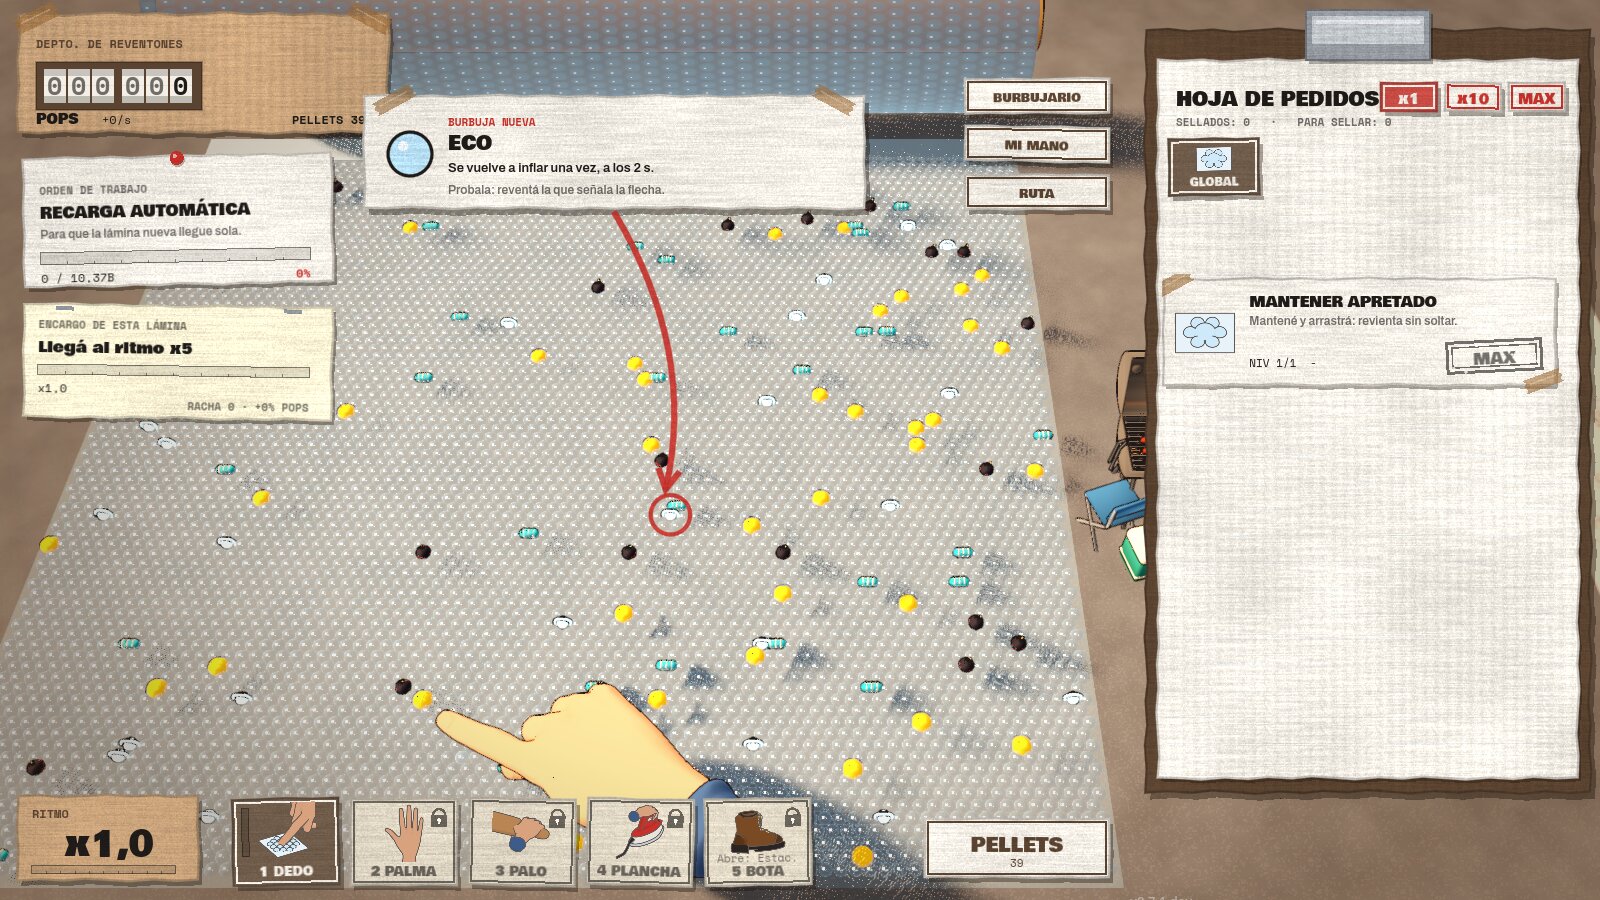 DEPTO. DE REVENTONES
000 000
POPS +0/s PELLETS 39
ORDEN DE TRABAJO
RECARGA AUTOMÁTICA
Para que la lámina nueva llegue sola.
0 / 10.37B 0%
ENCARGO DE ESTA LÁMINA
Llegá al ritmo x5
x1.0
RACHA 0 · +0% POPS
BURBUJA NUEVA
ECO
Se vuelve a inflar una vez, a los 2 s.
Probala: reventá la que señala la flecha.
BURBUJARIO
MI MANO
RUTA
HOJA DE PEDIDOS x1 x10 MAX
SELLADOS: 0 · PARA SELLAR: 0
GLOBAL
MANTENER APRETADO
Mantené y arrastrá: revienta sin soltar.
NIV 1/1 -
MAX
RITMO
x1,0
1 DEDO
2 PALMA
3 PALO
4 PLANCHA
Abre: Estac.
5 BOTA
PELLETS
39